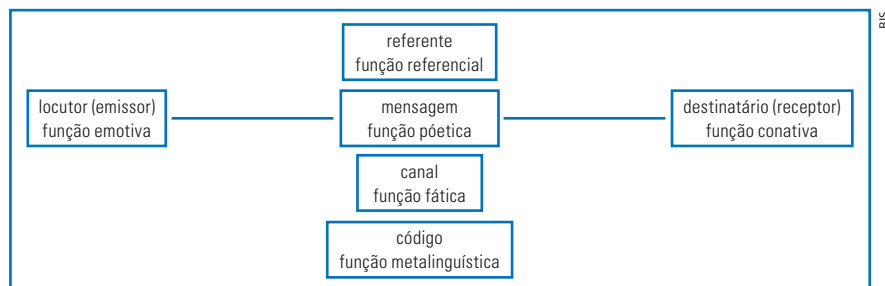 referente
função referencial
locutor (emissor)
função emotiva
mensagem
função póetica
destinatário (receptor)
função conativa
canal
função fática
código
função metalinguística
BIS